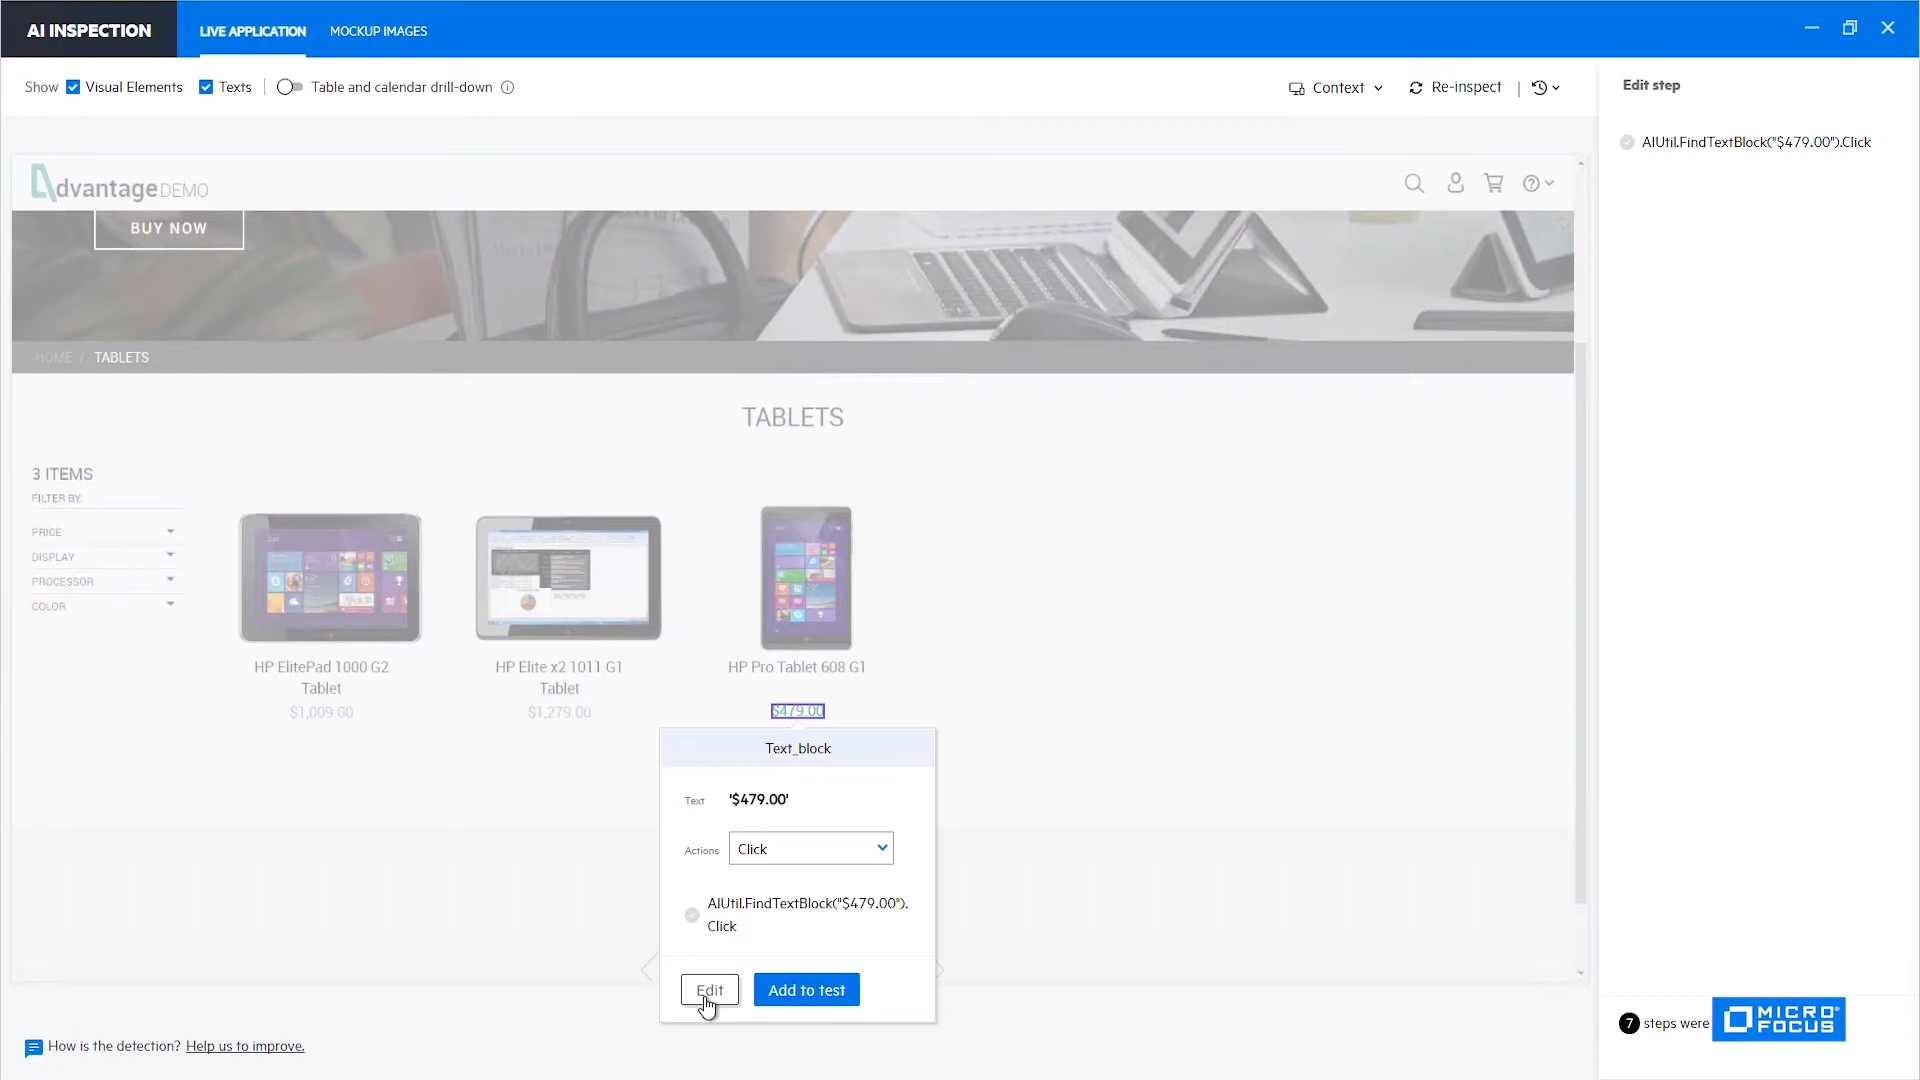 AI INSPECTION
LIVE APPLICATION
MOCKUP IMAGES
Show
Visual Elements
Texts
Table and calendar drill-down
Context
Re-inspect
Edit step
AIUtil.FindTextBlock("$479.00").Click
AdvantageDEMO
BUY NOW
HOME / TABLETS
TABLETS
3 ITEMS
FILTER BY
PRICE
DISPLAY
PROCESSOR
COLOR
HP ElitePad 1000 G2
Tablet
$1,009.00
HP Elite x2 1011 G1
Tablet
$1,279.00
HP Pro Tablet 608 G1
$479.00
Text_block
Text '$479.00'
Actions Click
AIUtil.FindTextBlock("$479.00").
Click
Edit
Add to test
7 steps were
MICRO
FOCUS
How is the detection? Help us to improve.